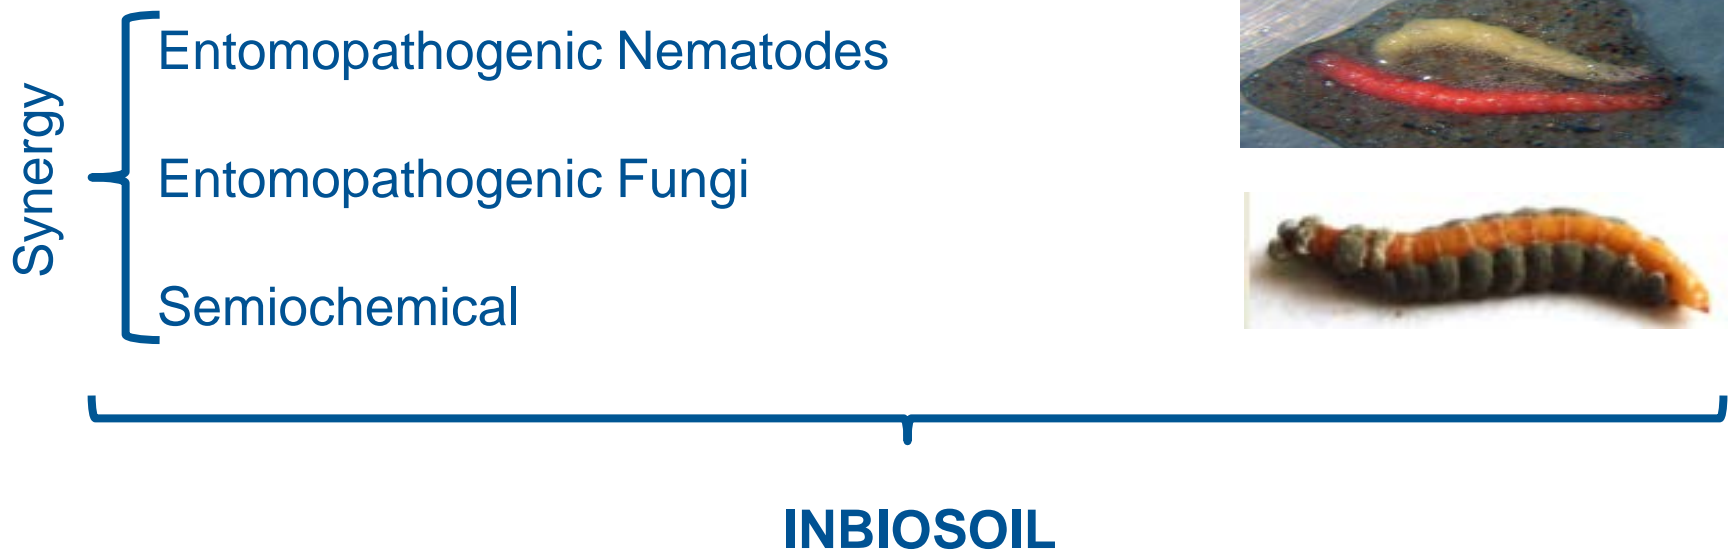 Synergy
Entomopathogenic Nematodes
Entomopathogenic Fungi
Semiochemical
INBIOSOIL